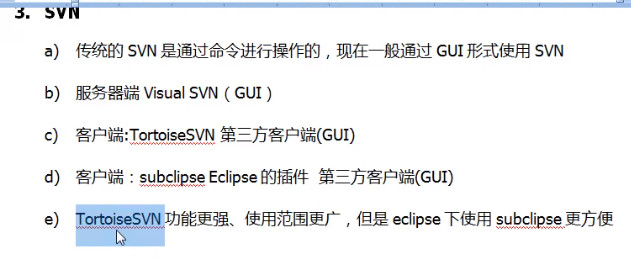 3. SVN
a) 传统的 SVN 是通过命令进行操作的，现在一般通过 GUI 形式使用 SVN
b) 服务器端 Visual SVN（GUI）
c) 客户端:TortoiseSVN 第三方客户端(GUI)
d) 客户端：subclipse Eclipse 的插件 第三方客户端(GUI)
e) TortoiseSVN 功能更强、使用范围更广，但是 eclipse 下使用 subclipse 更方便